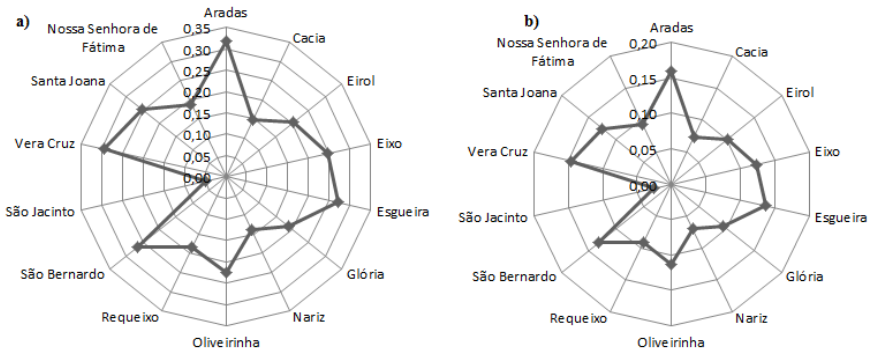 a)
Aradas
Cacia
Eirol
Eixo
Esgueira
Glória
Nariz
Oliveirinha
Requeixo
São Bernardo
São Jacinto
Vera Cruz
Santa Joana
Nossa Senhora de
Fátima
0,35
0,30
0,25
0,20
0,15
0,10
0,05
0,00
b)
Aradas
Cacia
Eirol
Eixo
Esgueira
Glória
Nariz
Oliveirinha
Requeixo
São Bernardo
São Jacinto
Vera Cruz
Santa Joana
Nossa Senhora de
Fátima
0,20
0,15
0,10
0,05
0,00